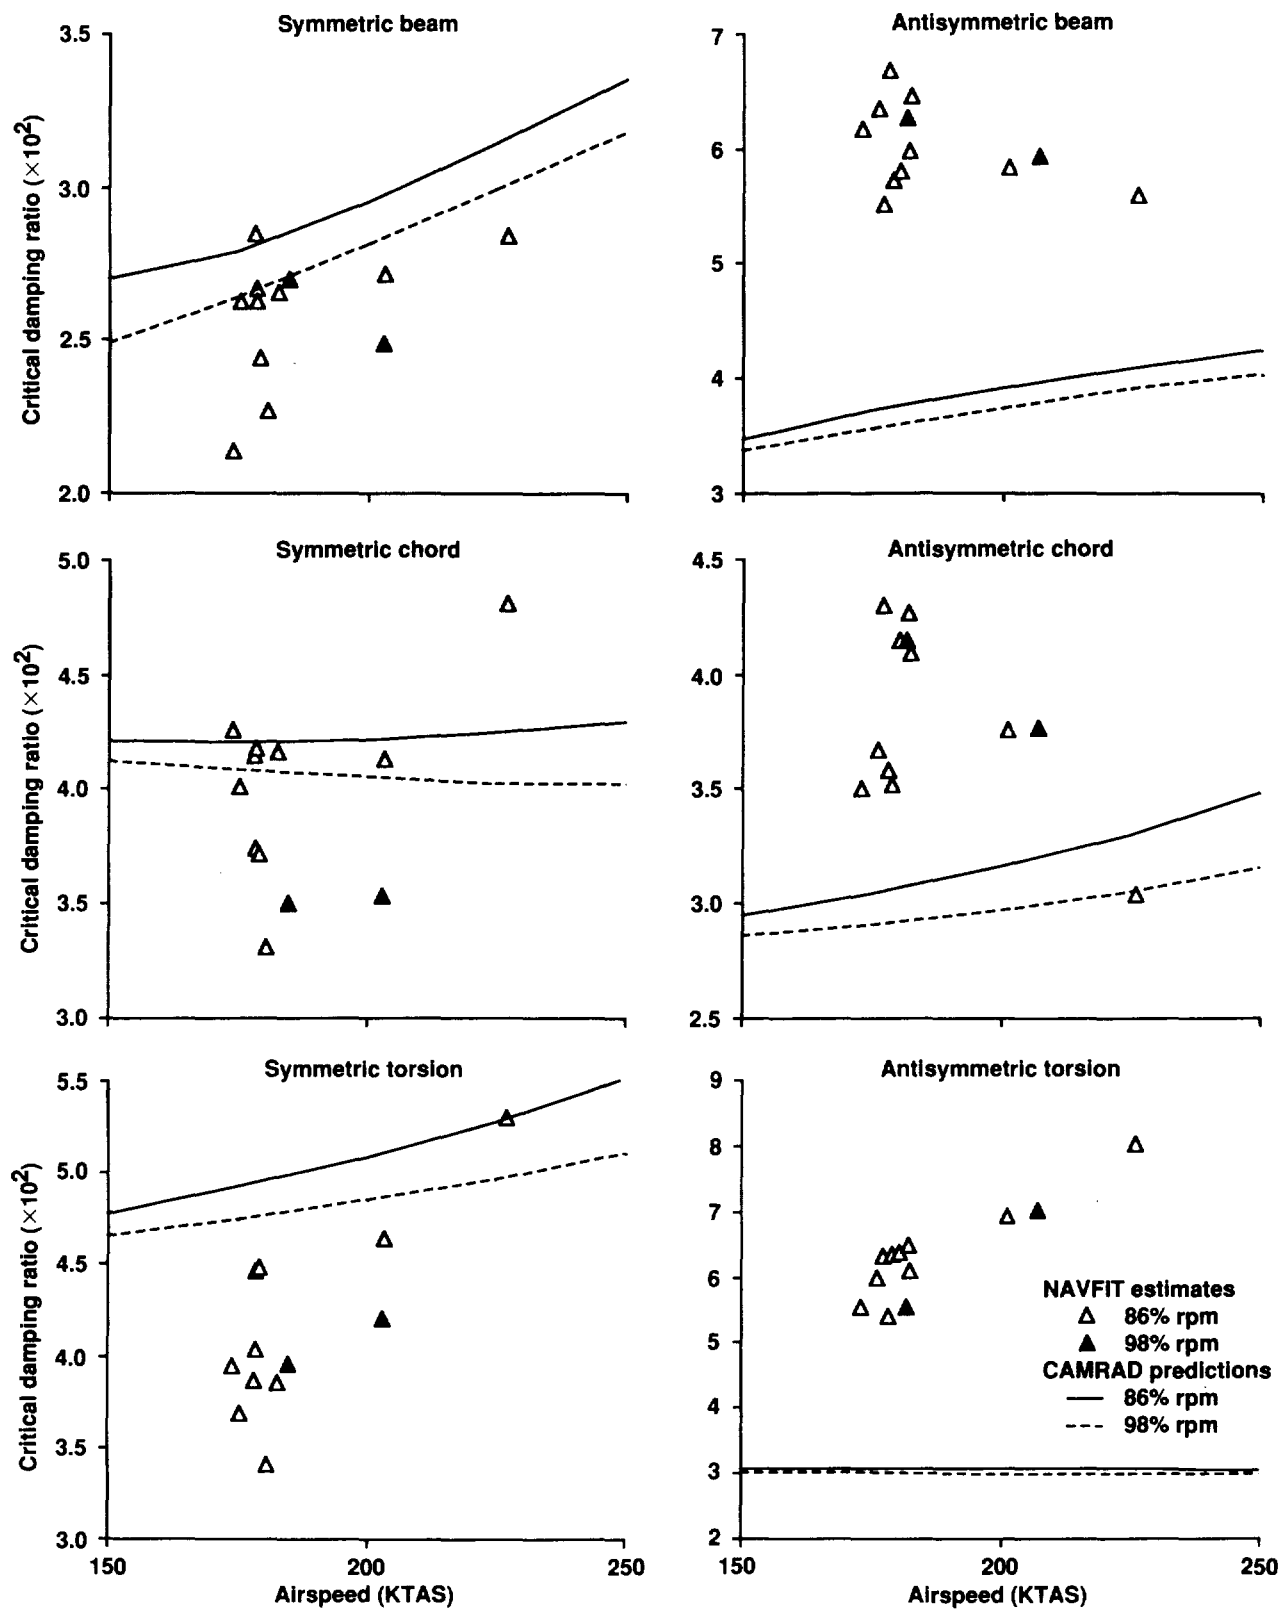 Symmetric beam
3.5
3.0
2.5
2.0
Critical damping ratio (×10²)
Antisymmetric beam
7
6
5
4
3
Symmetric chord
5.0
4.5
4.0
3.5
3.0
Critical damping ratio (×10²)
Antisymmetric chord
4.5
4.0
3.5
3.0
2.5
Symmetric torsion
5.5
5.0
4.5
4.0
3.5
3.0
Critical damping ratio (×10²)
150 200 250
Airspeed (KTAS)
Antisymmetric torsion
9
8
7
6
5
4
3
2
NAVFIT estimates
86% rpm
98% rpm
CAMRAD predictions
86% rpm
98% rpm
150 200 250
Airspeed (KTAS)